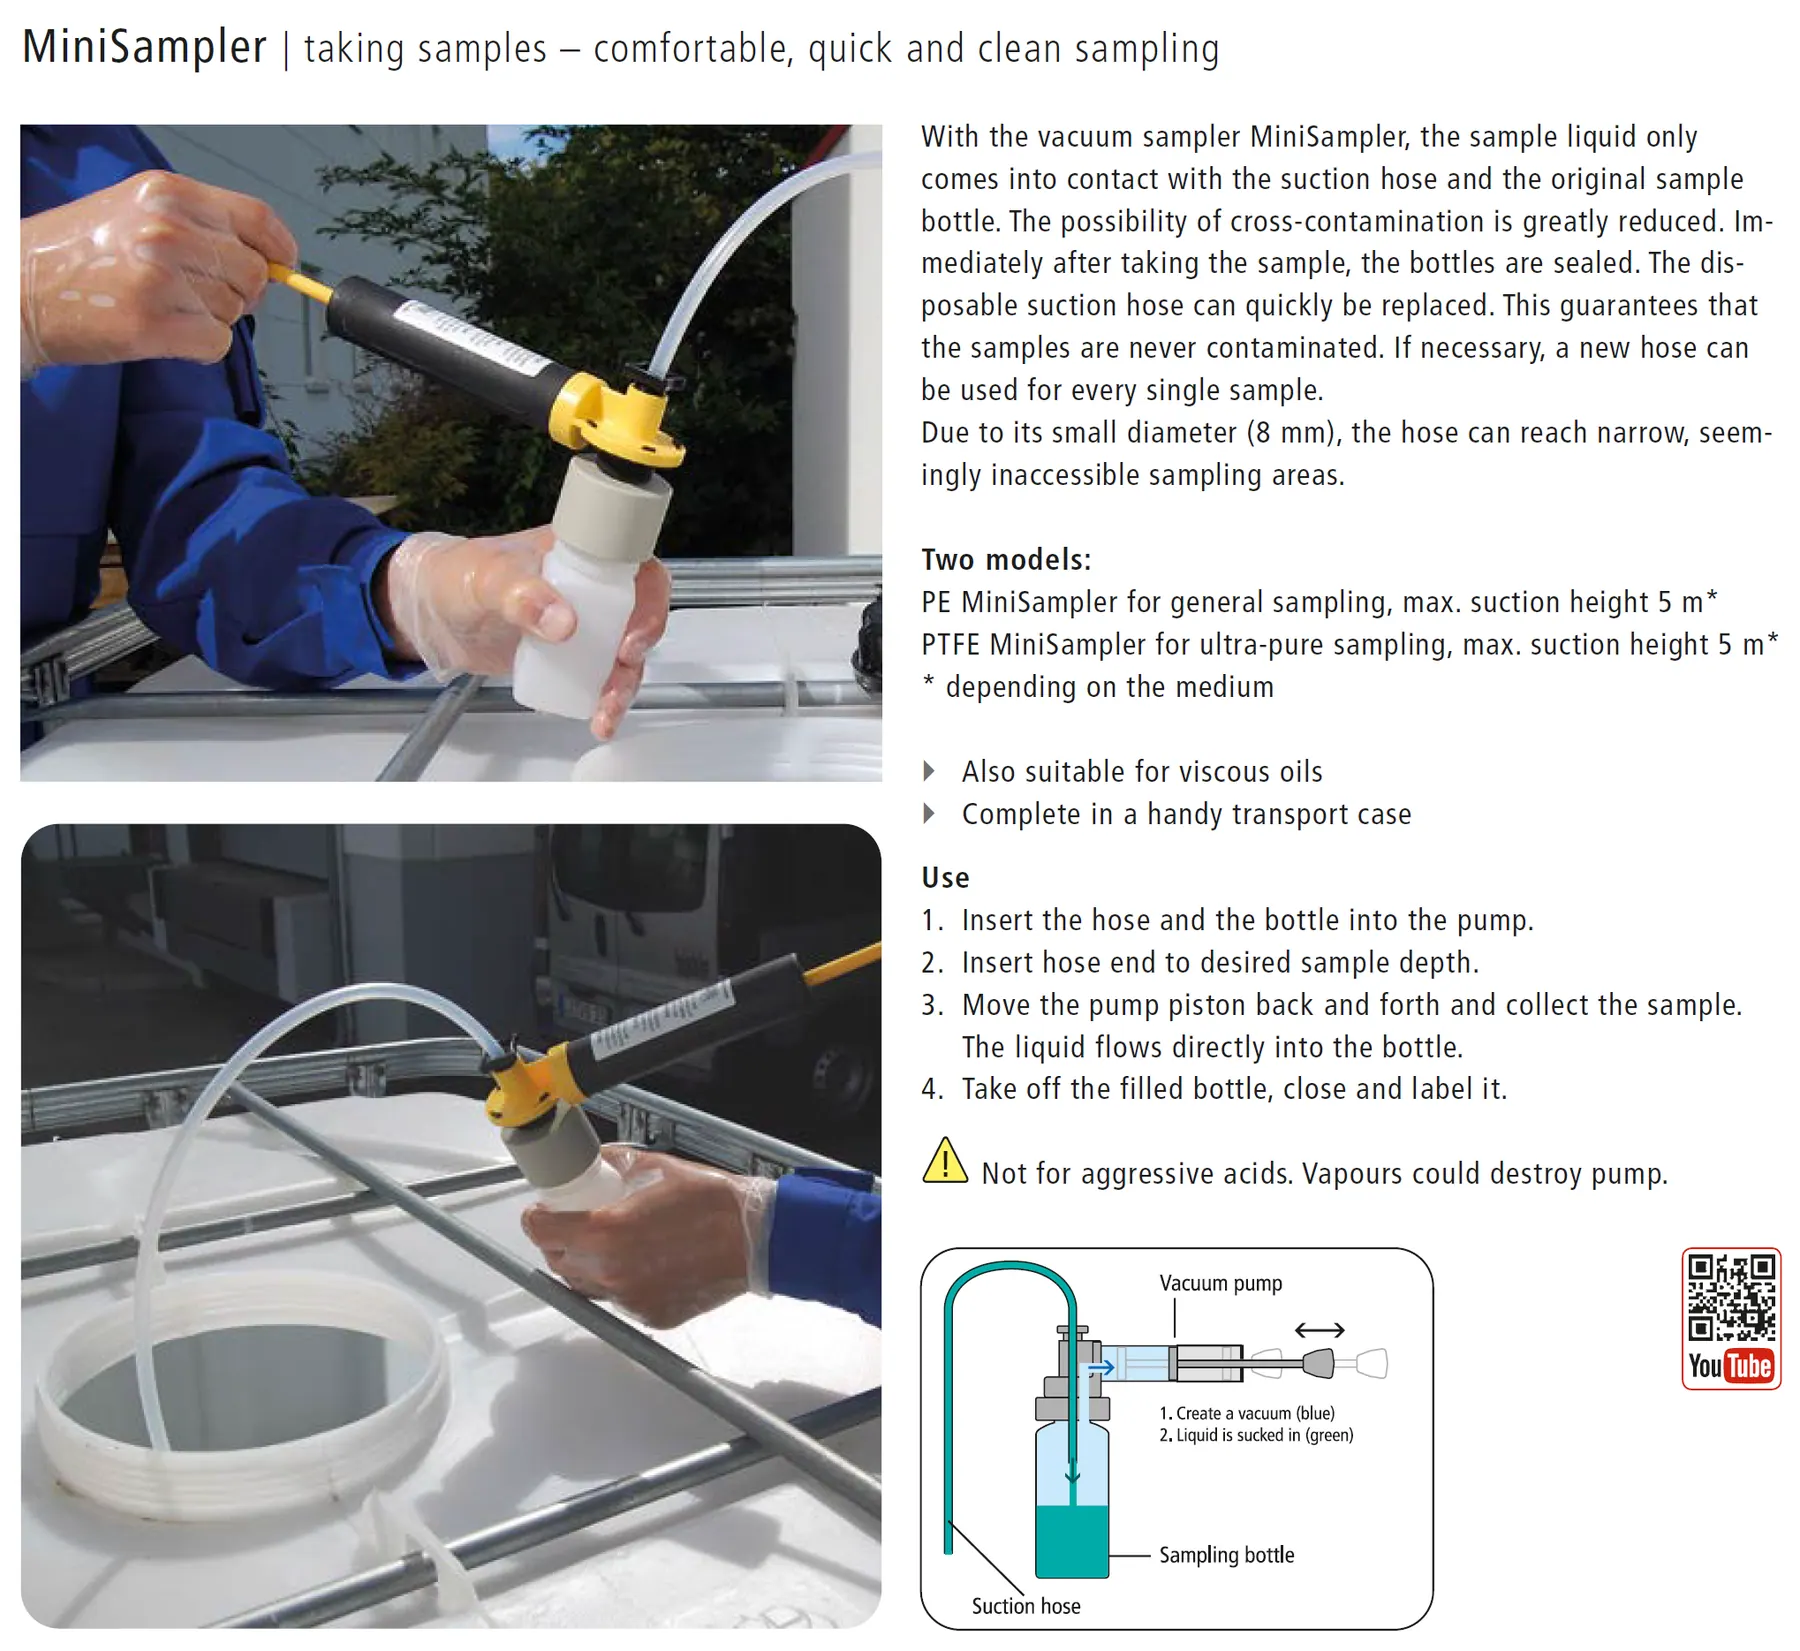 MiniSampler | taking samples – comfortable, quick and clean sampling
With the vacuum sampler MiniSampler, the sample liquid only
comes into contact with the suction hose and the original sample
bottle. The possibility of cross-contamination is greatly reduced. Im-
mediately after taking the sample, the bottles are sealed. The dis-
posable suction hose can quickly be replaced. This guarantees that
the samples are never contaminated. If necessary, a new hose can
be used for every single sample.
Due to its small diameter (8 mm), the hose can reach narrow, seem-
ingly inaccessible sampling areas.
Two models:
PE MiniSampler for general sampling, max. suction height 5 m*
PTFE MiniSampler for ultra-pure sampling, max. suction height 5 m*
* depending on the medium
Also suitable for viscous oils
Complete in a handy transport case
Use
1. Insert the hose and the bottle into the pump.
2. Insert hose end to desired sample depth.
3. Move the pump piston back and forth and collect the sample.
The liquid flows directly into the bottle.
4. Take off the filled bottle, close and label it.
Not for aggressive acids. Vapours could destroy pump.
Vacuum pump
1. Create a vacuum (blue)
2. Liquid is sucked in (green)
Sampling bottle
Suction hose
YouTube